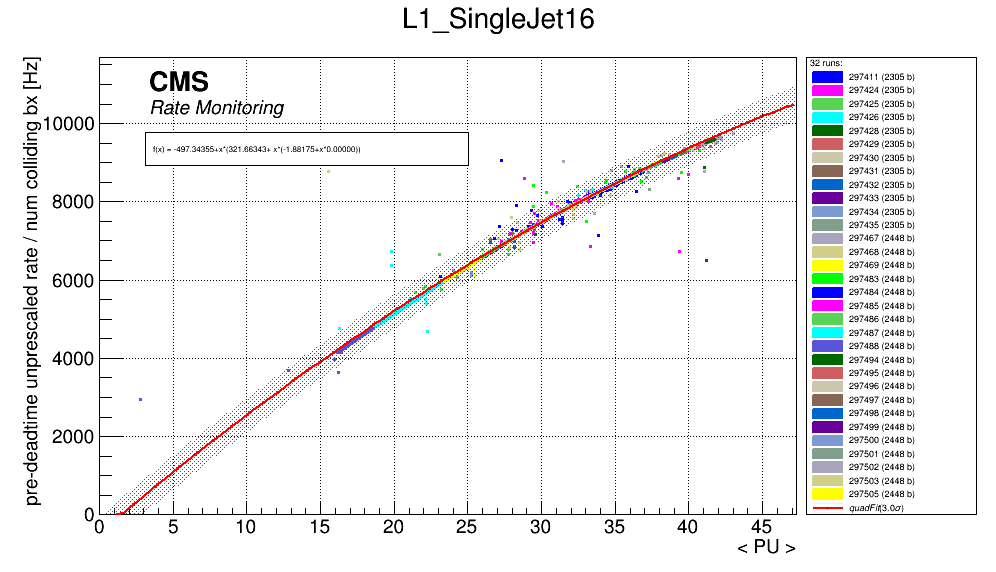 L1_SingleJet16
pre-deadtime unprescaled rate / num colliding bx [Hz]
CMS
Rate Monitoring
f(x) = -497.34355+x*(321.66343+ x*(-1.88175+x*0.00000))
10000
8000
6000
4000
2000
0
0 5 10 15 20 25 30 35 40 45
< PU >
32 runs:
297411 (2305 b)
297424 (2305 b)
297425 (2305 b)
297426 (2305 b)
297428 (2305 b)
297429 (2305 b)
297430 (2305 b)
297431 (2305 b)
297432 (2305 b)
297433 (2305 b)
297434 (2305 b)
297435 (2305 b)
297467 (2448 b)
297468 (2448 b)
297469 (2448 b)
297483 (2448 b)
297484 (2448 b)
297485 (2448 b)
297486 (2448 b)
297487 (2448 b)
297488 (2448 b)
297494 (2448 b)
297495 (2448 b)
297496 (2448 b)
297497 (2448 b)
297498 (2448 b)
297499 (2448 b)
297500 (2448 b)
297501 (2448 b)
297502 (2448 b)
297503 (2448 b)
297505 (2448 b)
quadFit(3.0σ)